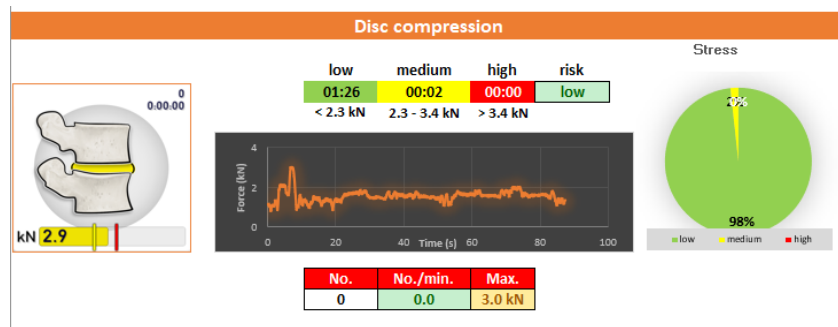 Disc compression
Stress
low medium high risk
01:26 00:02 00:00 low
< 2.3 kN 2.3 - 3.4 kN > 3.4 kN
0
0:00:00
kN 2.9
Force (kN)
4
2
0
0 20 40 60 80 100
Time (s)
98%
low medium high
No. No./min. Max.
0 0.0 3.0 kN